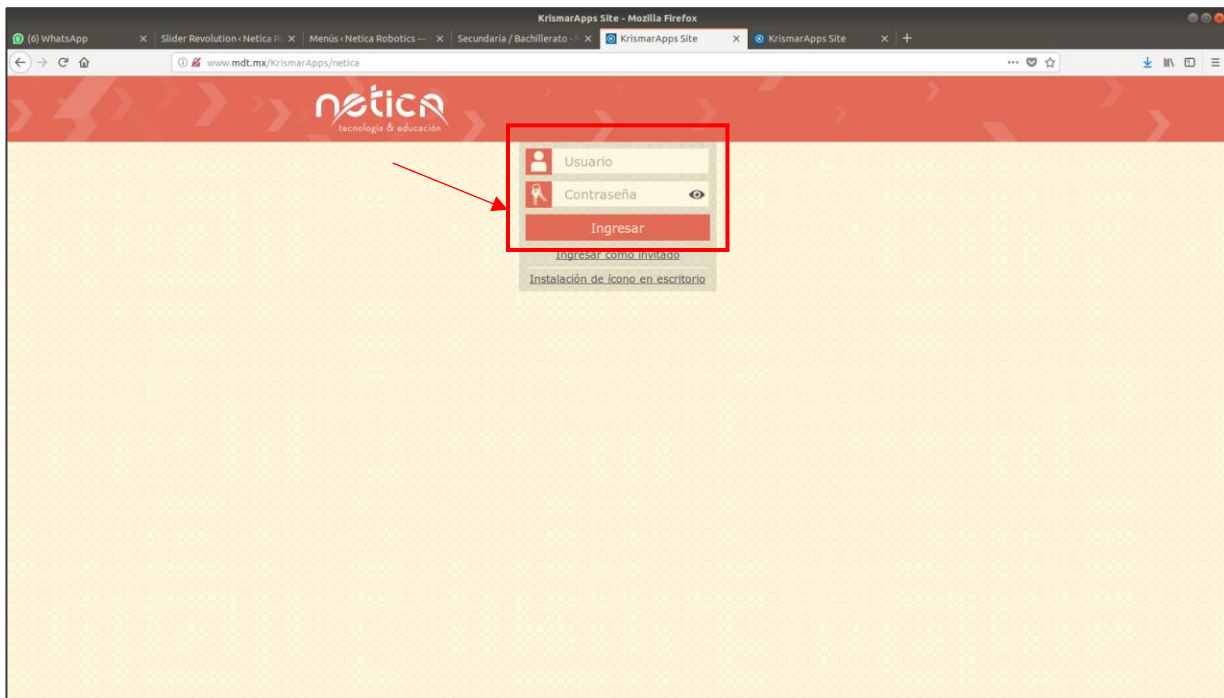 KrismarApps Site - Mozilla Firefox
(6) WhatsApp
Slider Revolution ‹ Netica R
Menús ‹ Netica Robotics —
Secundaria / Bachillerato -
KrismarApps Site
KrismarApps Site
www.mdt.mx/KrismarApps/netica
netica
tecnología & educación
Usuario
Contraseña
Ingresar
Ingresar como invitado
Instalación de ícono en escritorio